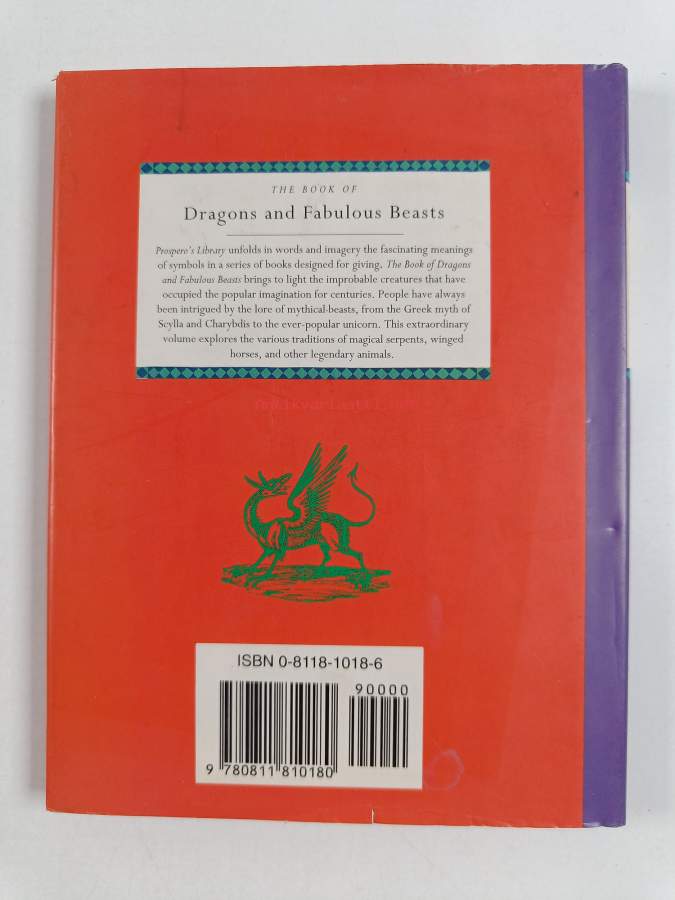 THE BOOK OF
Dragons and Fabulous Beasts
Prospero's Library unfolds in words and imagery the fascinating meanings
of symbols in a series of books designed for giving. The Book of Dragons
and Fabulous Beasts brings to light the improbable creatures that have
occupied the popular imagination for centuries. People have always
been intrigued by the lore of mythical-beasts, from the Greek myth of
Scylla and Charybdis to the ever-popular unicorn. This extraordinary
volume explores the various traditions of magical serpents, winged
horses, and other legendary animals.
ISBN 0-8118-1018-6
90000
9 780811 810180